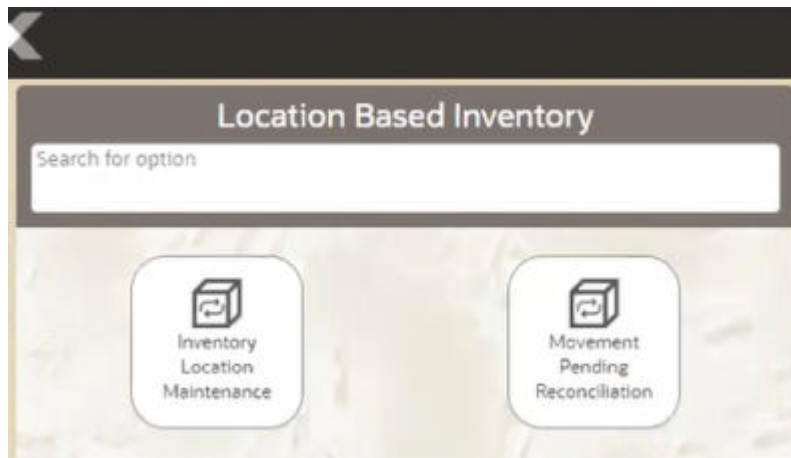 Location Based Inventory
Search for option
Inventory
Location
Maintenance
Movement
Pending
Reconciliation